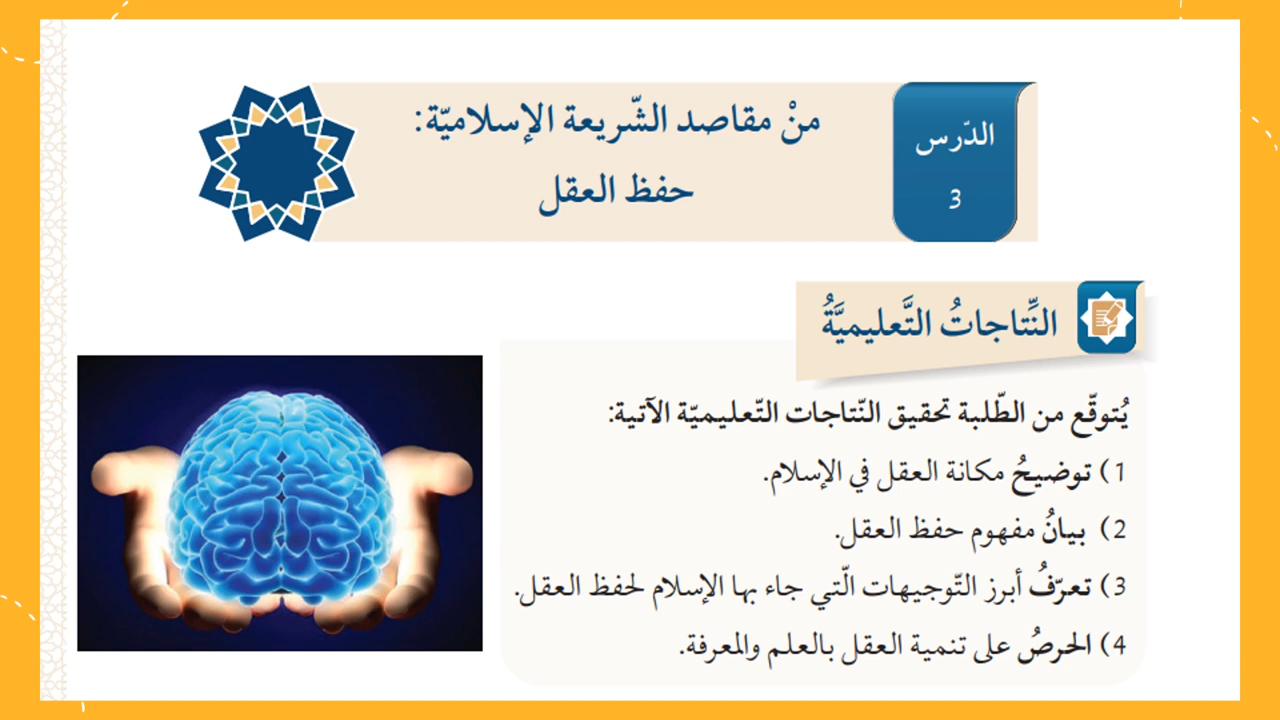 الدّرس
3
منْ مقاصد الشّريعة الإسلاميّة:
حفظ العقل
النِّتاجاتُ التَّعليميَّةُ
يُتوقّع من الطّلبة تحقيق النّتاجات التّعليميّة الآتية:
1) توضيحُ مكانة العقل في الإسلام.
2) بيانُ مفهوم حفظ العقل.
3) تعرّفُ أبرز التّوجيهات الّتي جاء بها الإسلام لحفظ العقل.
4) الحرصُ على تنمية العقل بالعلم والمعرفة.